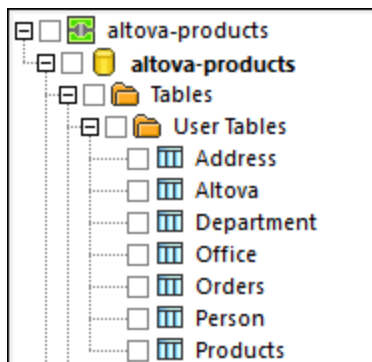 altova-products
altova-products
Tables
User Tables
Address
Altova
Department
Office
Orders
Person
Products